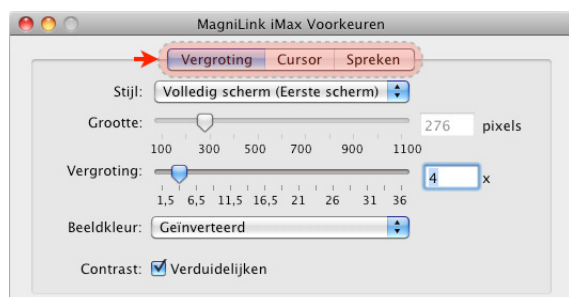 MagniLink iMax Voorkeuren
Vergroting Cursor Spreken
Stijl: Volledig scherm (Eerste scherm)
Grootte: 276 pixels
100 300 500 700 900 1100
Vergroting: 4 x
1,5 6,5 11,5 16,5 21 26 31 36
Beeldkleur: Geïnverteerd
Contrast: Verduidelijken